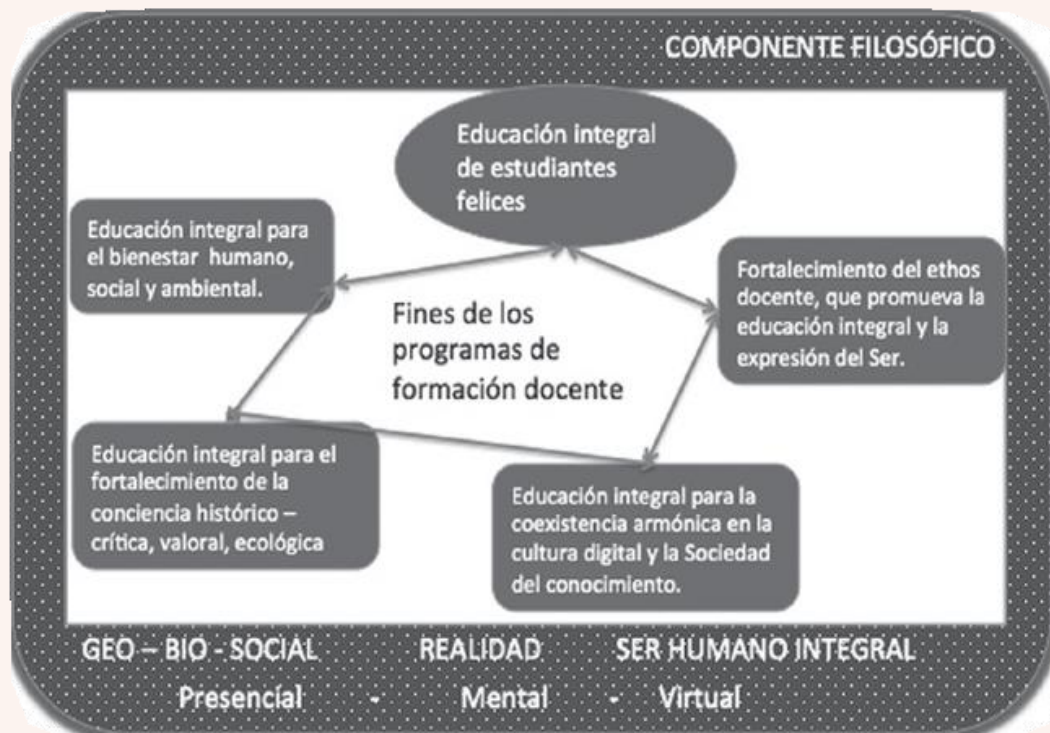 COMPONENTE FILOSÓFICO
Educación integral
de estudiantes
felices
Educación integral para
el bienestar humano,
social y ambiental.
Fortalecimiento del ethos
docente, que promueva la
educación integral y la
expresión del Ser.
Fines de los
programas de
formación docente
Educación integral para el
fortalecimiento de la
conciencia histórico –
crítica, valoral, ecológica
Educación integral para la
coexistencia armónica en la
cultura digital y la Sociedad
del conocimiento.
GEO – BIO - SOCIAL REALIDAD SER HUMANO INTEGRAL
Presencial - Mental - Virtual